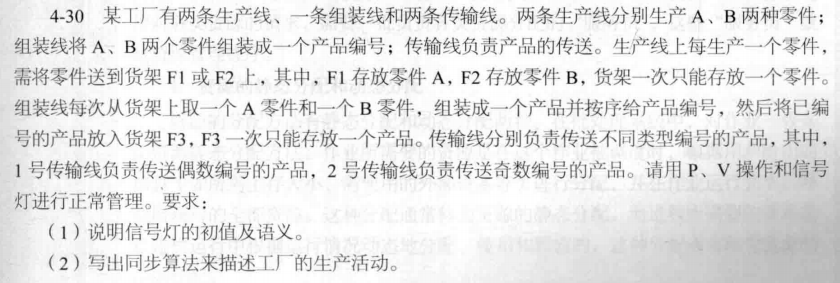 4-30 某工厂有两条生产线、一条组装线和两条传输线。两条生产线分别生产 A、B 两种零件；
组装线将 A、B 两个零件组装成一个产品编号；传输线负责产品的传送。生产线上每生产一个零件，
需将零件送到货架 F1 或 F2 上，其中，F1 存放零件 A，F2 存放零件 B，货架一次只能存放一个零件。
组装线每次从货架上取一个 A 零件和一个 B 零件，组装成一个产品并按序给产品编号，然后将已编
号的产品放入货架 F3，F3 一次只能存放一个产品。传输线分别负责传送不同类型编号的产品，其中，
1 号传输线负责传送偶数编号的产品，2 号传输线负责传送奇数编号的产品。请用 P、V 操作和信号
灯进行正常管理。要求：
（1）说明信号灯的初值及语义。
（2）写出同步算法来描述工厂的生产活动。